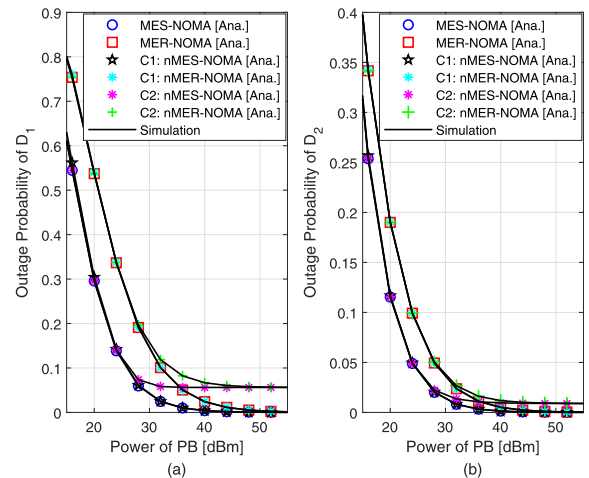 MES-NOMA [Ana.]
MER-NOMA [Ana.]
C1: nMES-NOMA [Ana.]
C1: nMER-NOMA [Ana.]
C2: nMES-NOMA [Ana.]
C2: nMER-NOMA [Ana.]
Simulation
Outage Probability of D1
0.9
0.8
0.7
0.6
0.5
0.4
0.3
0.2
0.1
0
20
30
40
50
Power of PB [dBm]
(a)
MES-NOMA [Ana.]
MER-NOMA [Ana.]
C1: nMES-NOMA [Ana.]
C1: nMER-NOMA [Ana.]
C2: nMES-NOMA [Ana.]
C2: nMER-NOMA [Ana.]
Simulation
Outage Probability of D2
0.4
0.35
0.3
0.25
0.2
0.15
0.1
0.05
0
20
30
40
50
Power of PB [dBm]
(b)